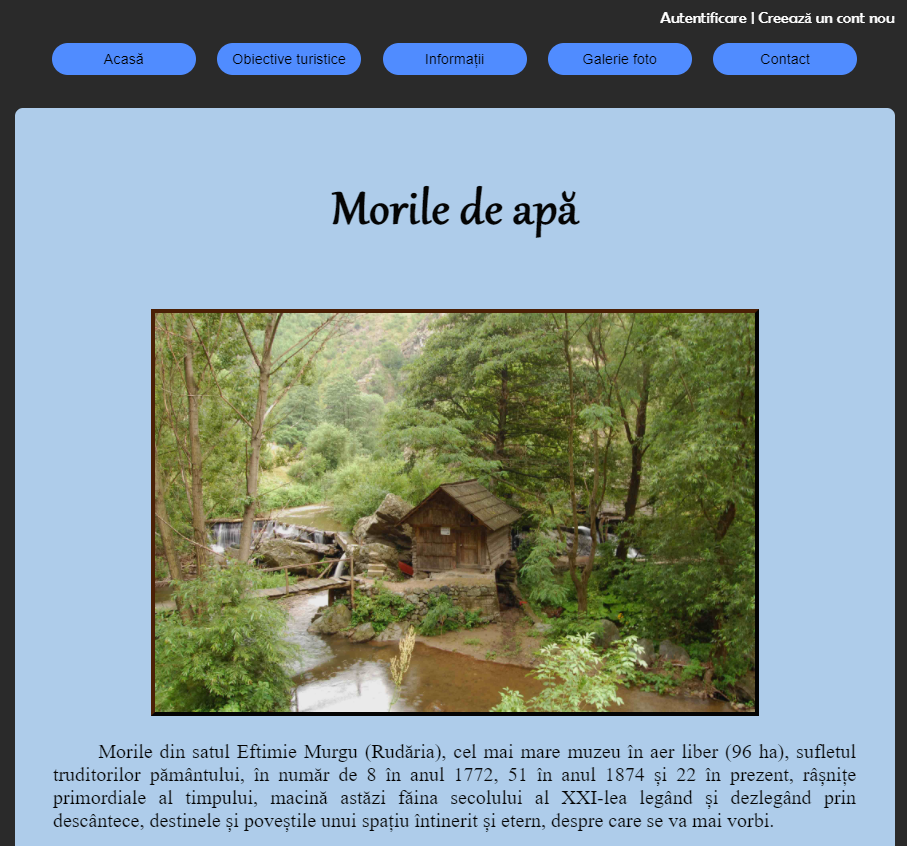 Autentificare | Creează un cont nou
Acasă Obiective turistice Informații Galerie foto Contact
Morile de apă
Morile din satul Eftimie Murgu (Rudăria), cel mai mare muzeu în aer liber (96 ha), sufletul
truditorilor pământului, în număr de 8 în anul 1772, 51 în anul 1874 și 22 în prezent, râșnițe
primordiale al timpului, macină astăzi făina secolului al XXI-lea legând și dezlegând prin
descântece, destinele și poveștile unui spațiu întinerit și etern, despre care se va mai vorbi.